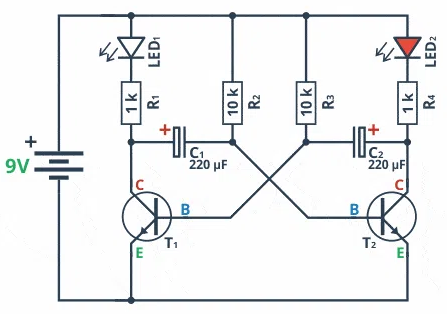 LED1
LED2
1 k
R1
10 k
R2
10 k
R3
1 k
R4
+
+
+
C1
220 µF
C2
220 µF
9V
C
B
E
T1
C
B
E
T2